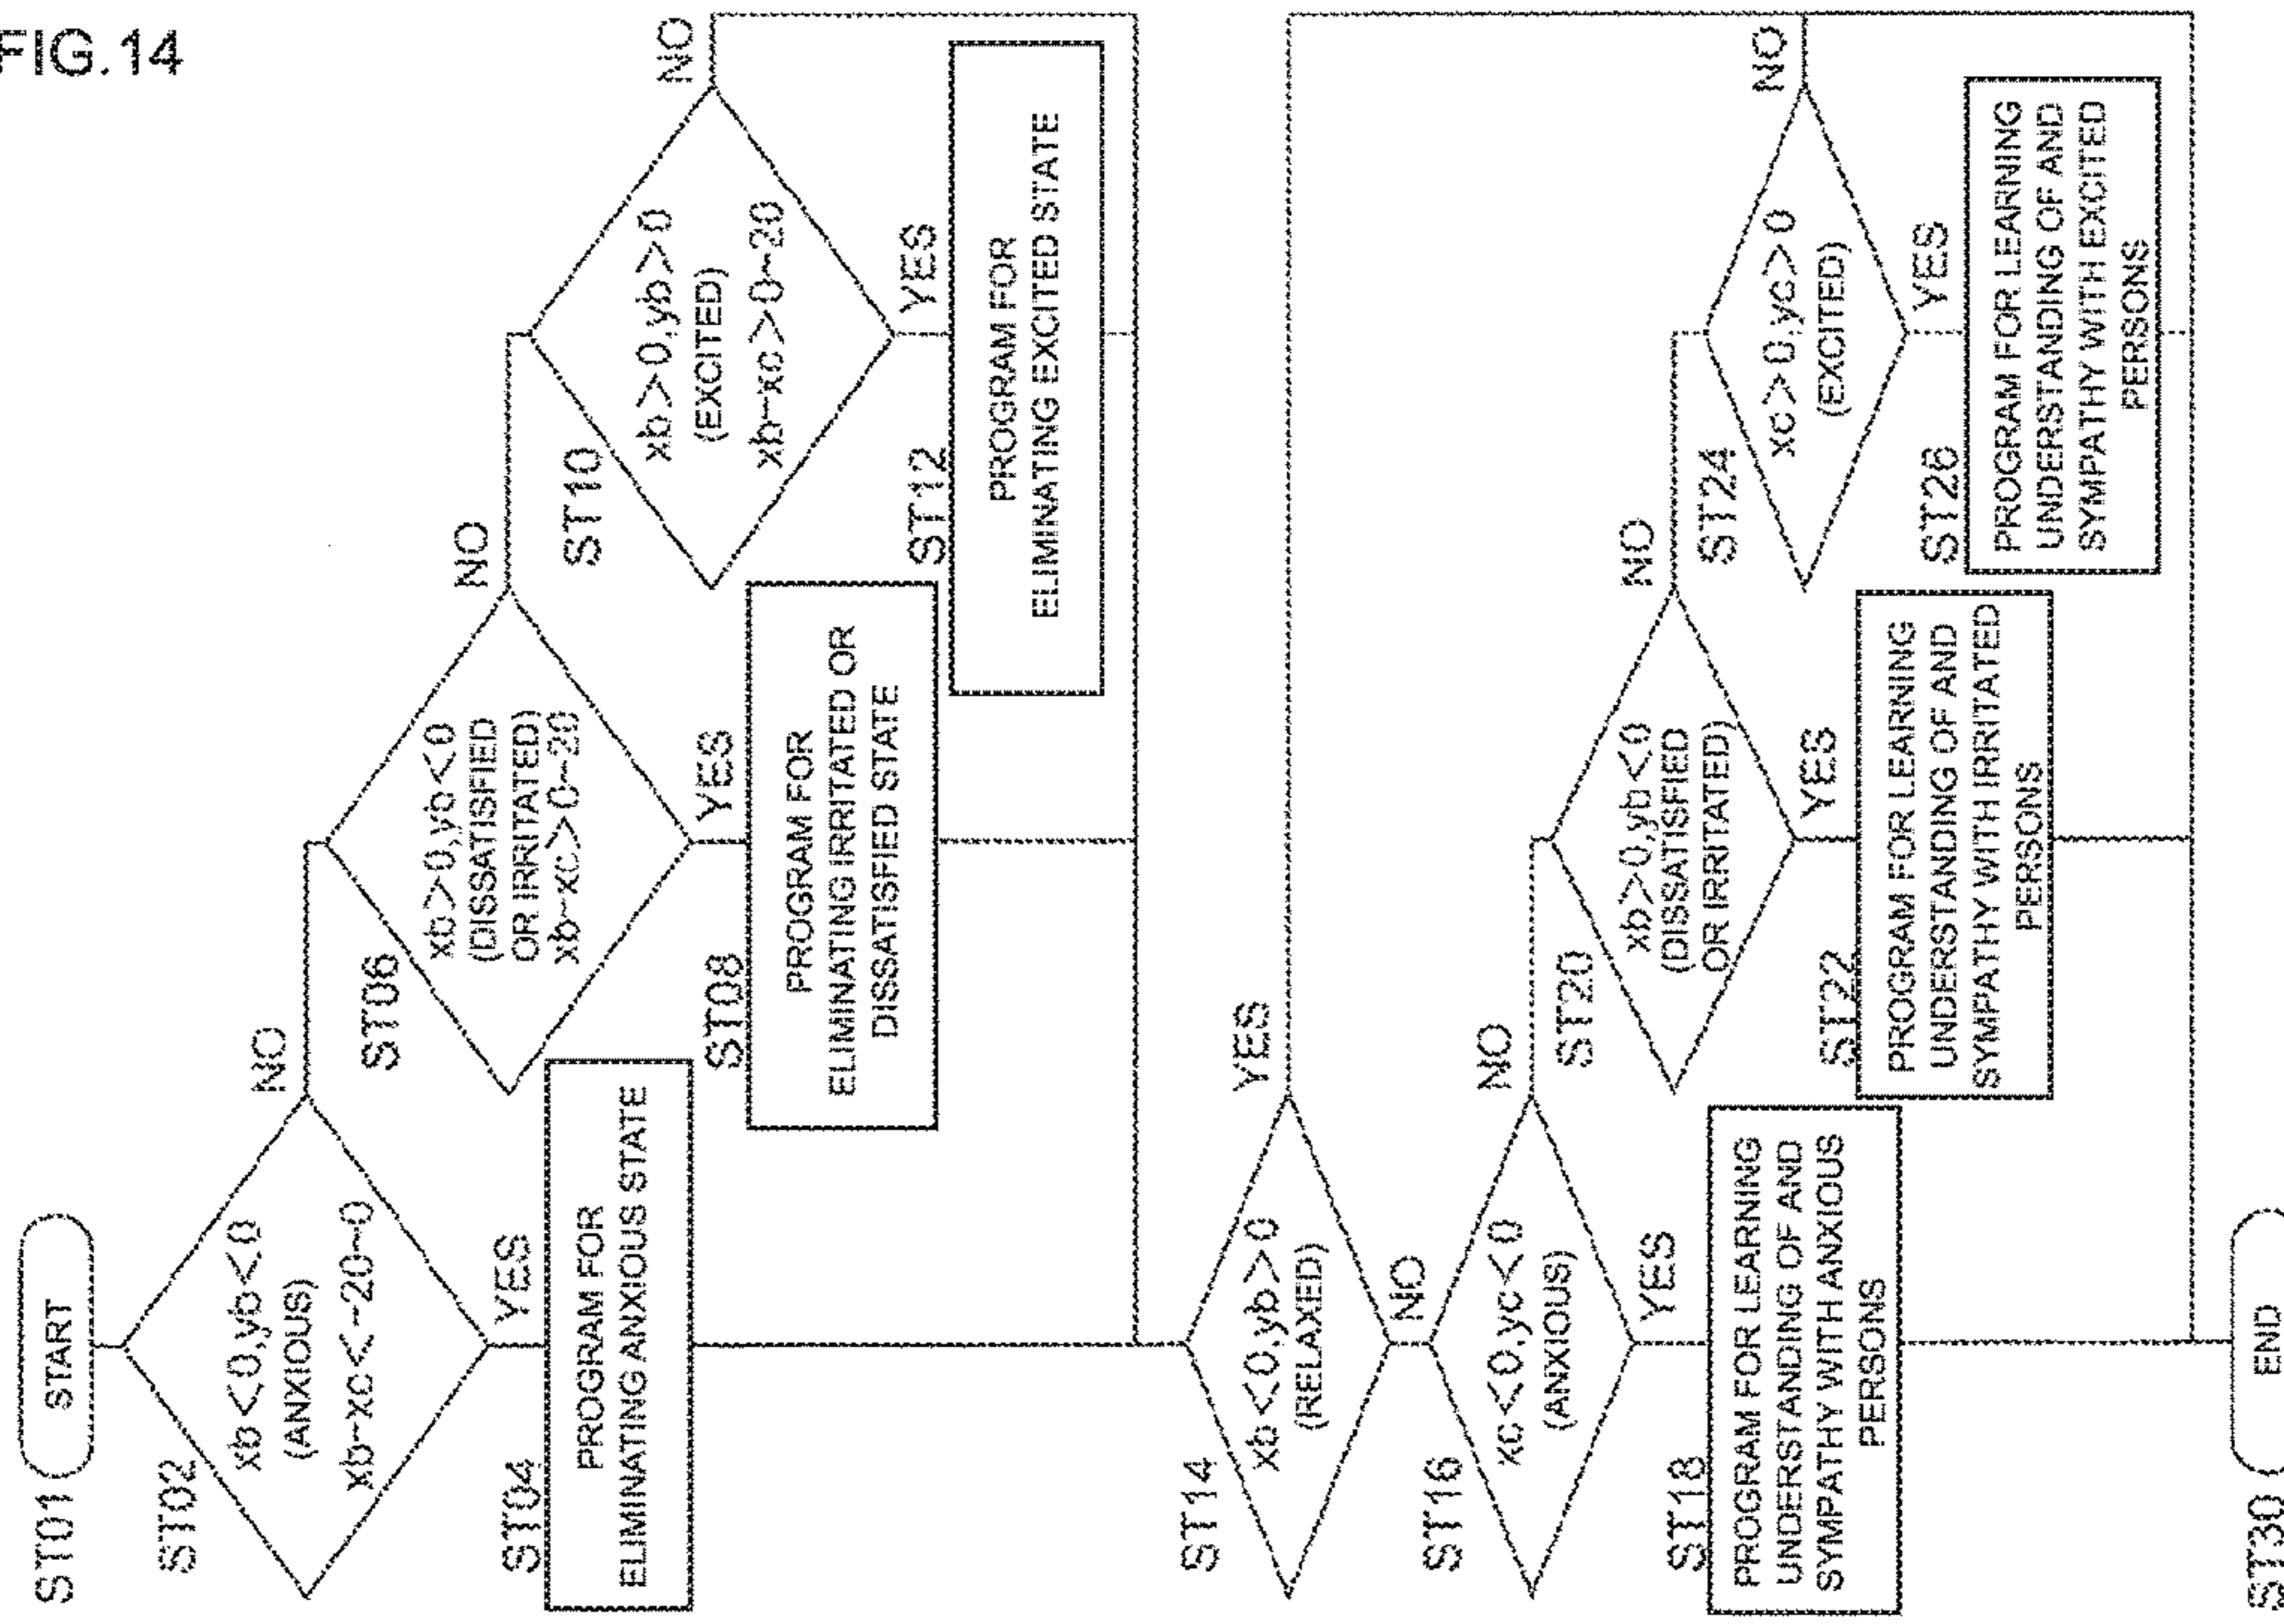 FIG.14
ST01
START
ST02
xb<0,yb<0
(ANXIOUS)
xb-xc<-20~0
NO
YES
ST04
PROGRAM FOR
ELIMINATING ANXIOUS STATE
ST06
xb>0,yb<0
(DISSATISFIED
OR IRRITATED)
xb-xc>0~20
NO
YES
ST08
PROGRAM FOR
ELIMINATING IRRITATED OR
DISSATISFIED STATE
ST10
xb>0,yb>0
(EXCITED)
xb-xc>0~20
NO
YES
ST12
PROGRAM FOR
ELIMINATING EXCITED STATE
ST14
xb<0,yb>0
(RELAXED)
YES
NO
ST16
xc<0,yc<0
(ANXIOUS)
NO
YES
ST18
PROGRAM FOR LEARNING
UNDERSTANDING OF AND
SYMPATHY WITH ANXIOUS
PERSONS
ST20
xb>0,yb<0
(DISSATISFIED
OR IRRITATED)
NO
YES
ST22
PROGRAM FOR LEARNING
UNDERSTANDING OF AND
SYMPATHY WITH IRRITATED
PERSONS
ST24
xc>0,yc>0
(EXCITED)
NO
YES
ST26
PROGRAM FOR LEARNING
UNDERSTANDING OF AND
SYMPATHY WITH EXCITED
PERSONS
ST30
END